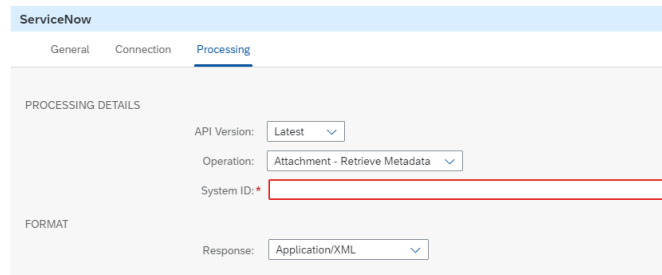 ServiceNow
General Connection Processing
PROCESSING DETAILS
API Version: Latest
Operation: Attachment - Retrieve Metadata
System ID:*
FORMAT
Response: Application/XML